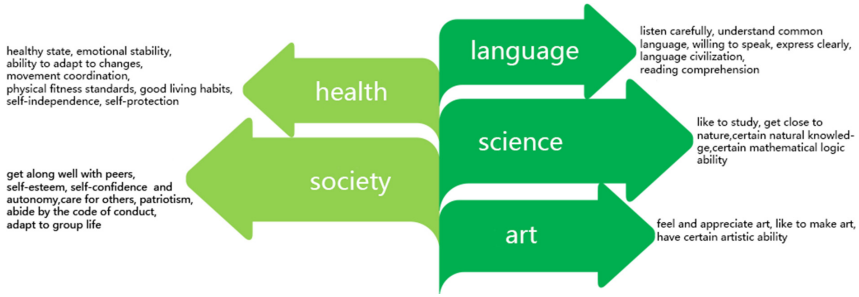 healthy state, emotional stability,
ability to adapt to changes,
movement coordination,
physical fitness standards, good living habits,
self-independence, self-protection
health
get along well with peers,
self-esteem, self-confidence and
autonomy,care for others, patriotism,
abide by the code of conduct,
adapt to group life
society
language
listen carefully, understand common
language, willing to speak, express clearly,
language civilization,
reading comprehension
science
like to study, get close to
nature,certain natural knowled-
ge,certain mathematical logic
ability
art
feel and appreciate art, like to make art,
have certain artistic ability